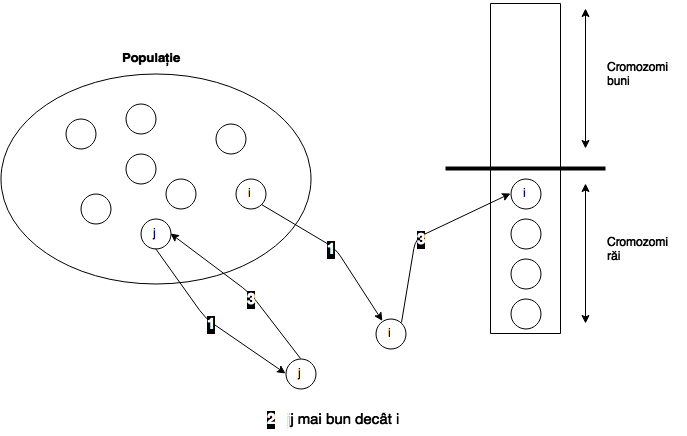 Populație
Cromozomi
buni
i
i
j
1
3
Cromozomi
răi
3
1
i
j
2 j mai bun decât i